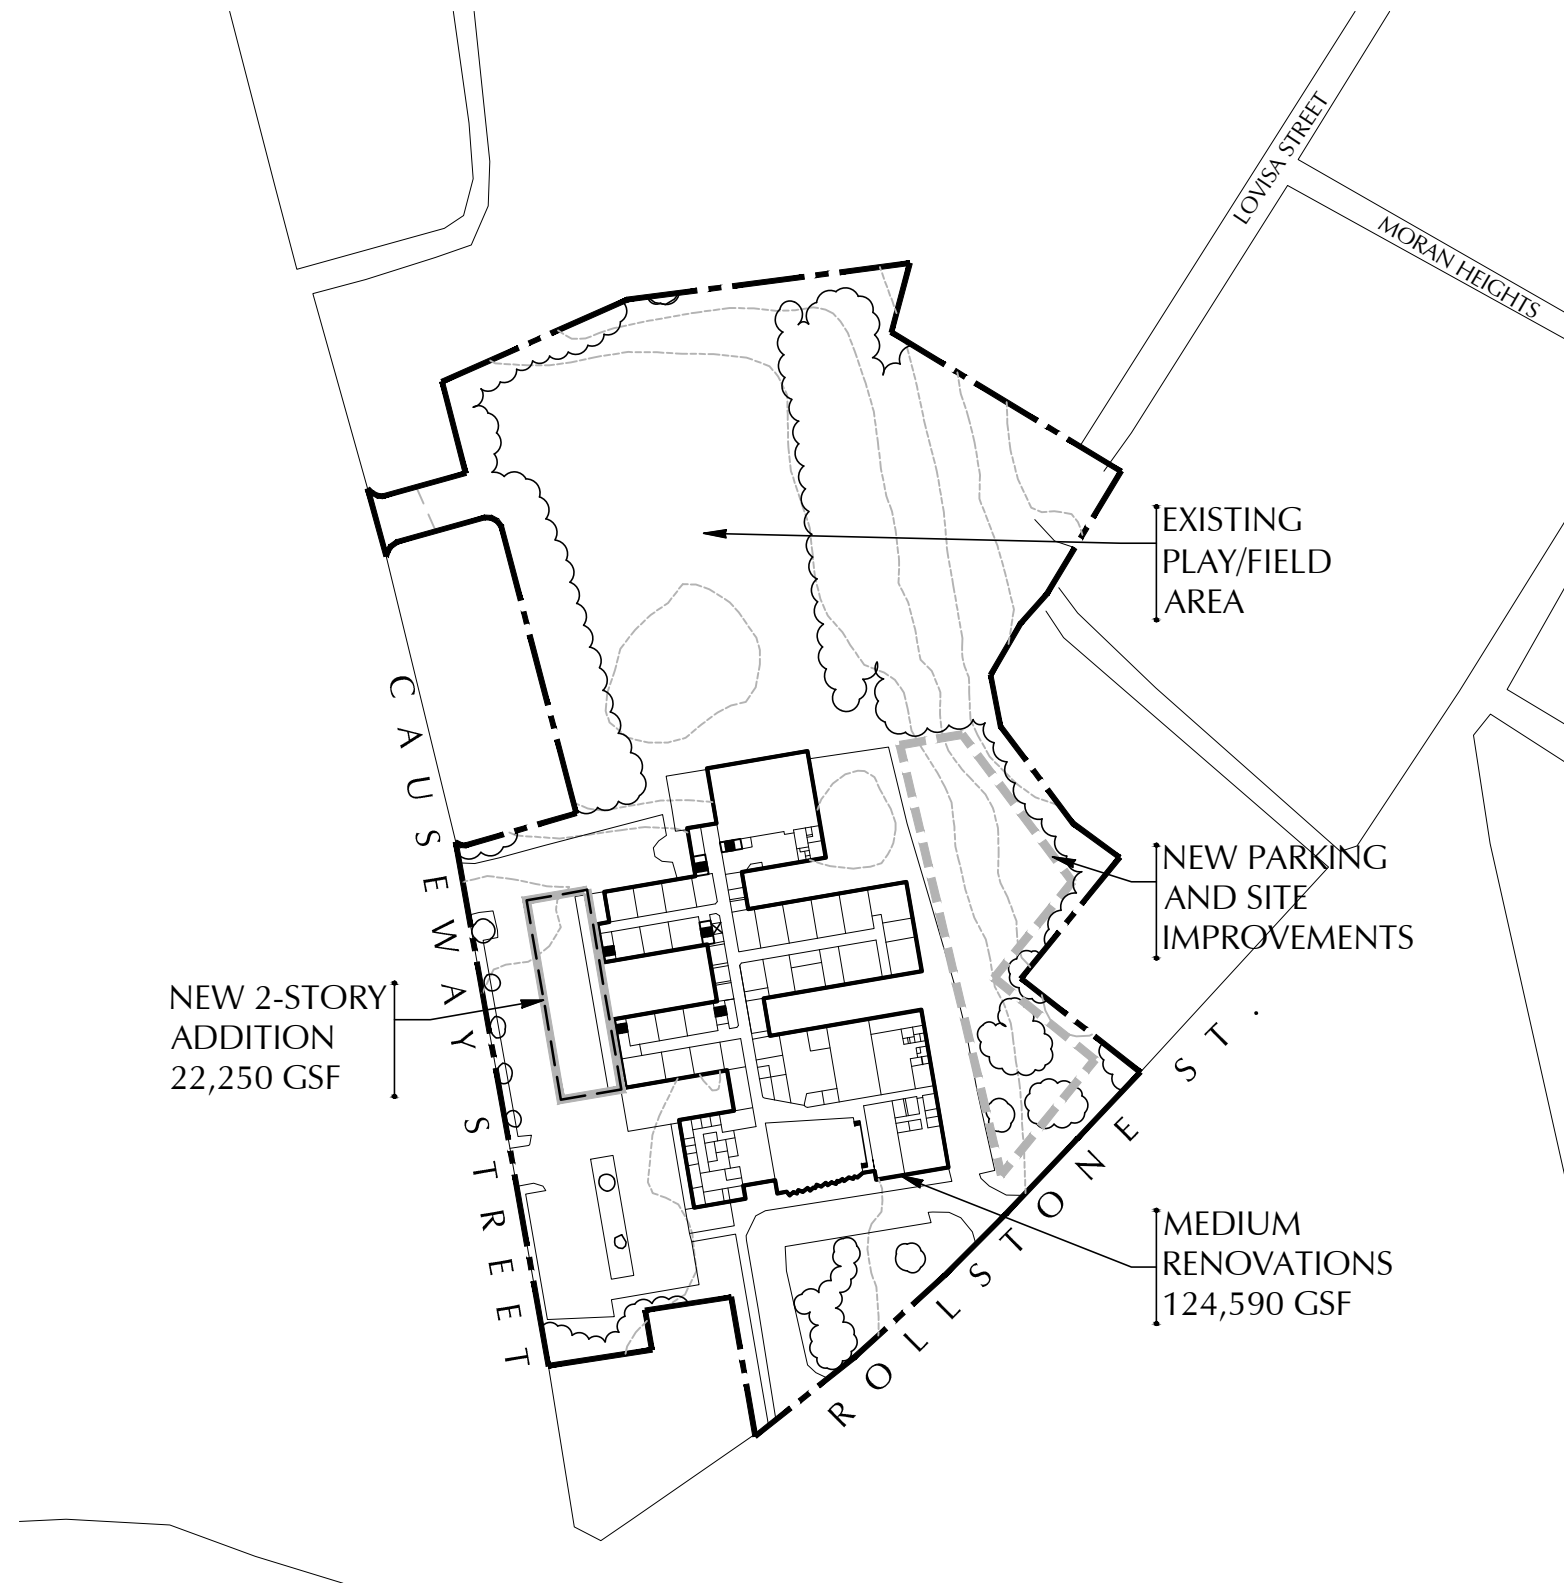 LOVISA STREET
MORAN HEIGHTS
EXISTING
PLAY/FIELD
AREA
CAUSEWAY STREET
NEW PARKING
AND SITE
IMPROVEMENTS
NEW 2-STORY
ADDITION
22,250 GSF
ROLLSTONE ST.
MEDIUM
RENOVATIONS
124,590 GSF